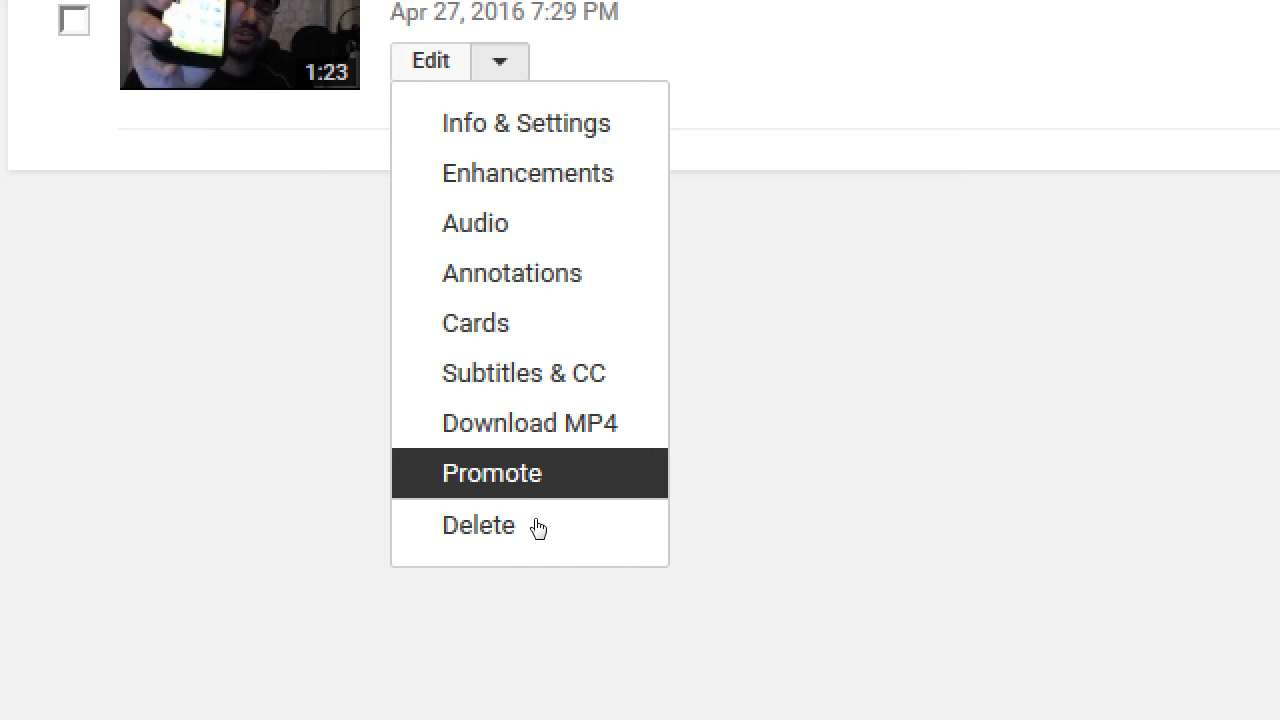 Apr 27, 2016 7:29 PM
1:23
Edit
Info & Settings
Enhancements
Audio
Annotations
Cards
Subtitles & CC
Download MP4
Promote
Delete